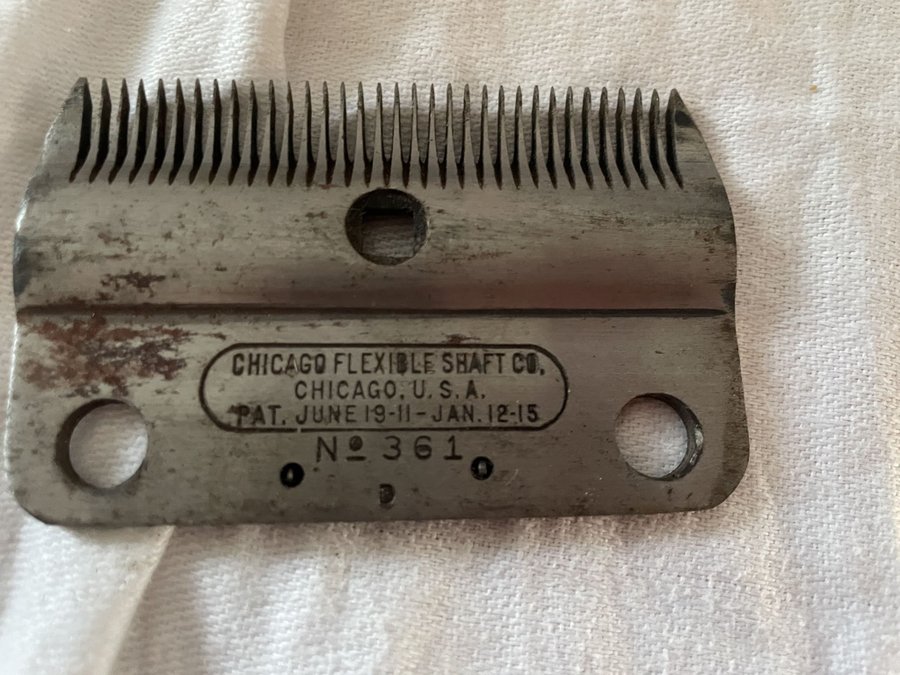 CHICAGO FLEXIBLE SHAFT CO.
CHICAGO, U.S.A.
PAT. JUNE 19-11-JAN. 12-15
Nº 361
D